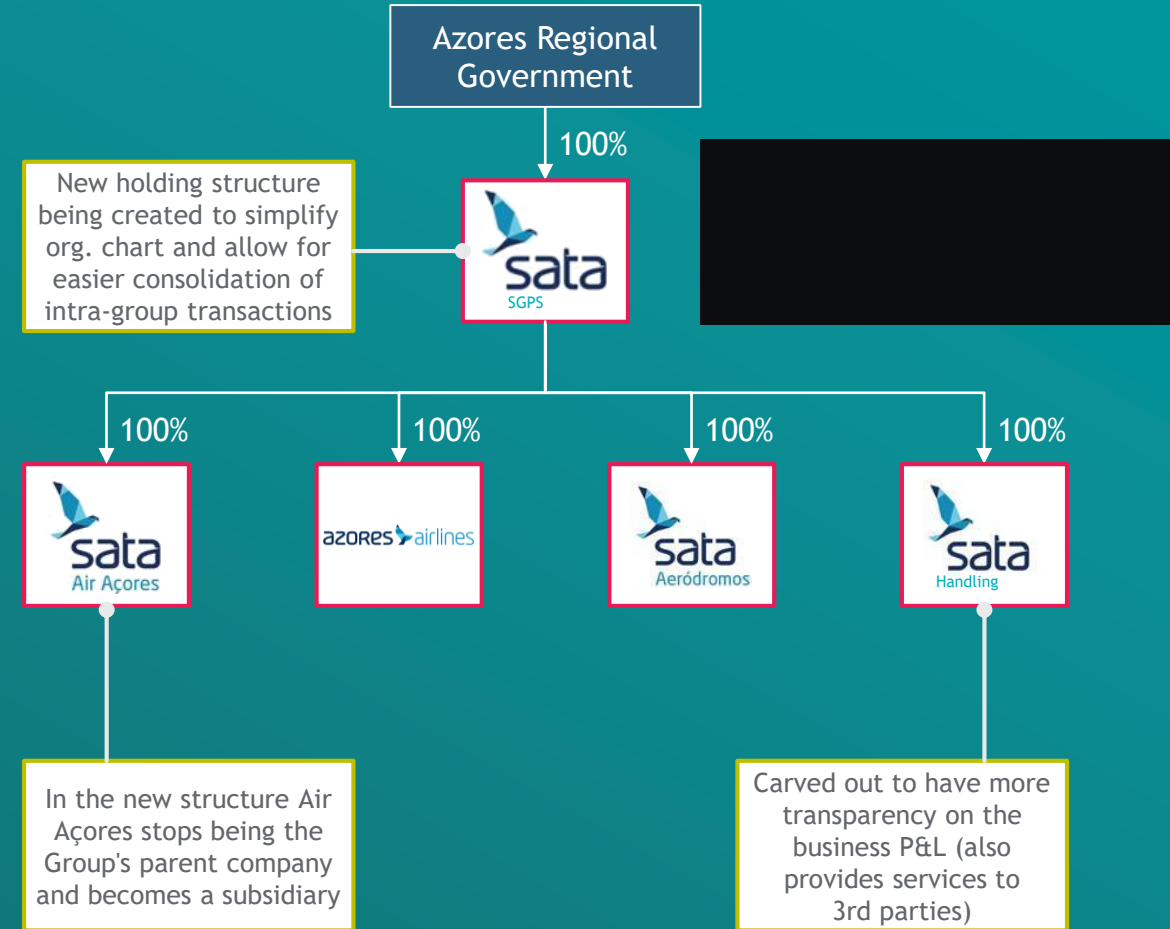 Azores Regional
Government
100%
New holding structure
being created to simplify
org. chart and allow for
easier consolidation of
intra-group transactions
sata
SGPS
100%
100%
100%
100%
sata
Air Açores
azores airlines
sata
Aeródromos
sata
Handling
In the new structure Air
Açores stops being the
Group's parent company
and becomes a subsidiary
Carved out to have more
transparency on the
business P&L (also
provides services to
3rd parties)